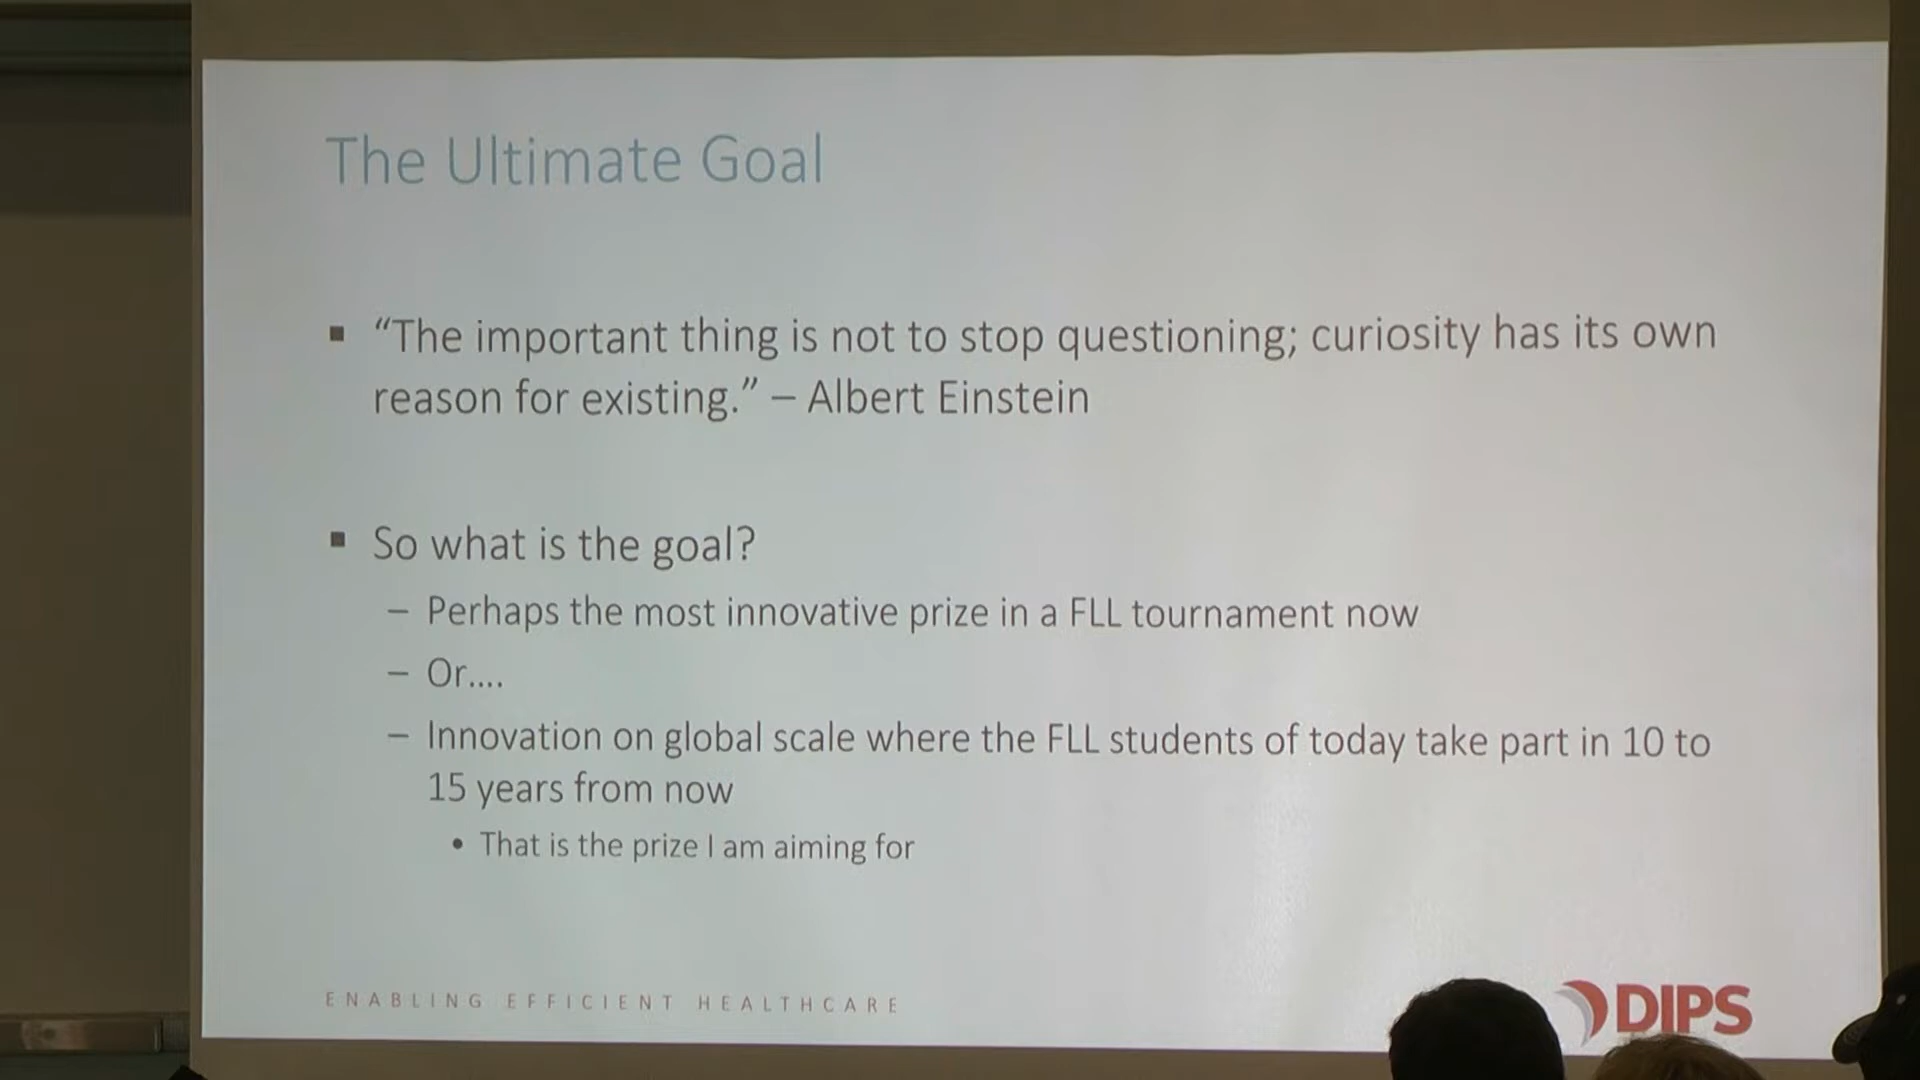 The Ultimate Goal
▪ “The important thing is not to stop questioning; curiosity has its own
reason for existing.” – Albert Einstein
▪ So what is the goal?
– Perhaps the most innovative prize in a FLL tournament now
– Or....
– Innovation on global scale where the FLL students of today take part in 10 to
15 years from now
• That is the prize I am aiming for
ENABLING EFFICIENT HEALTHCARE
DIPS